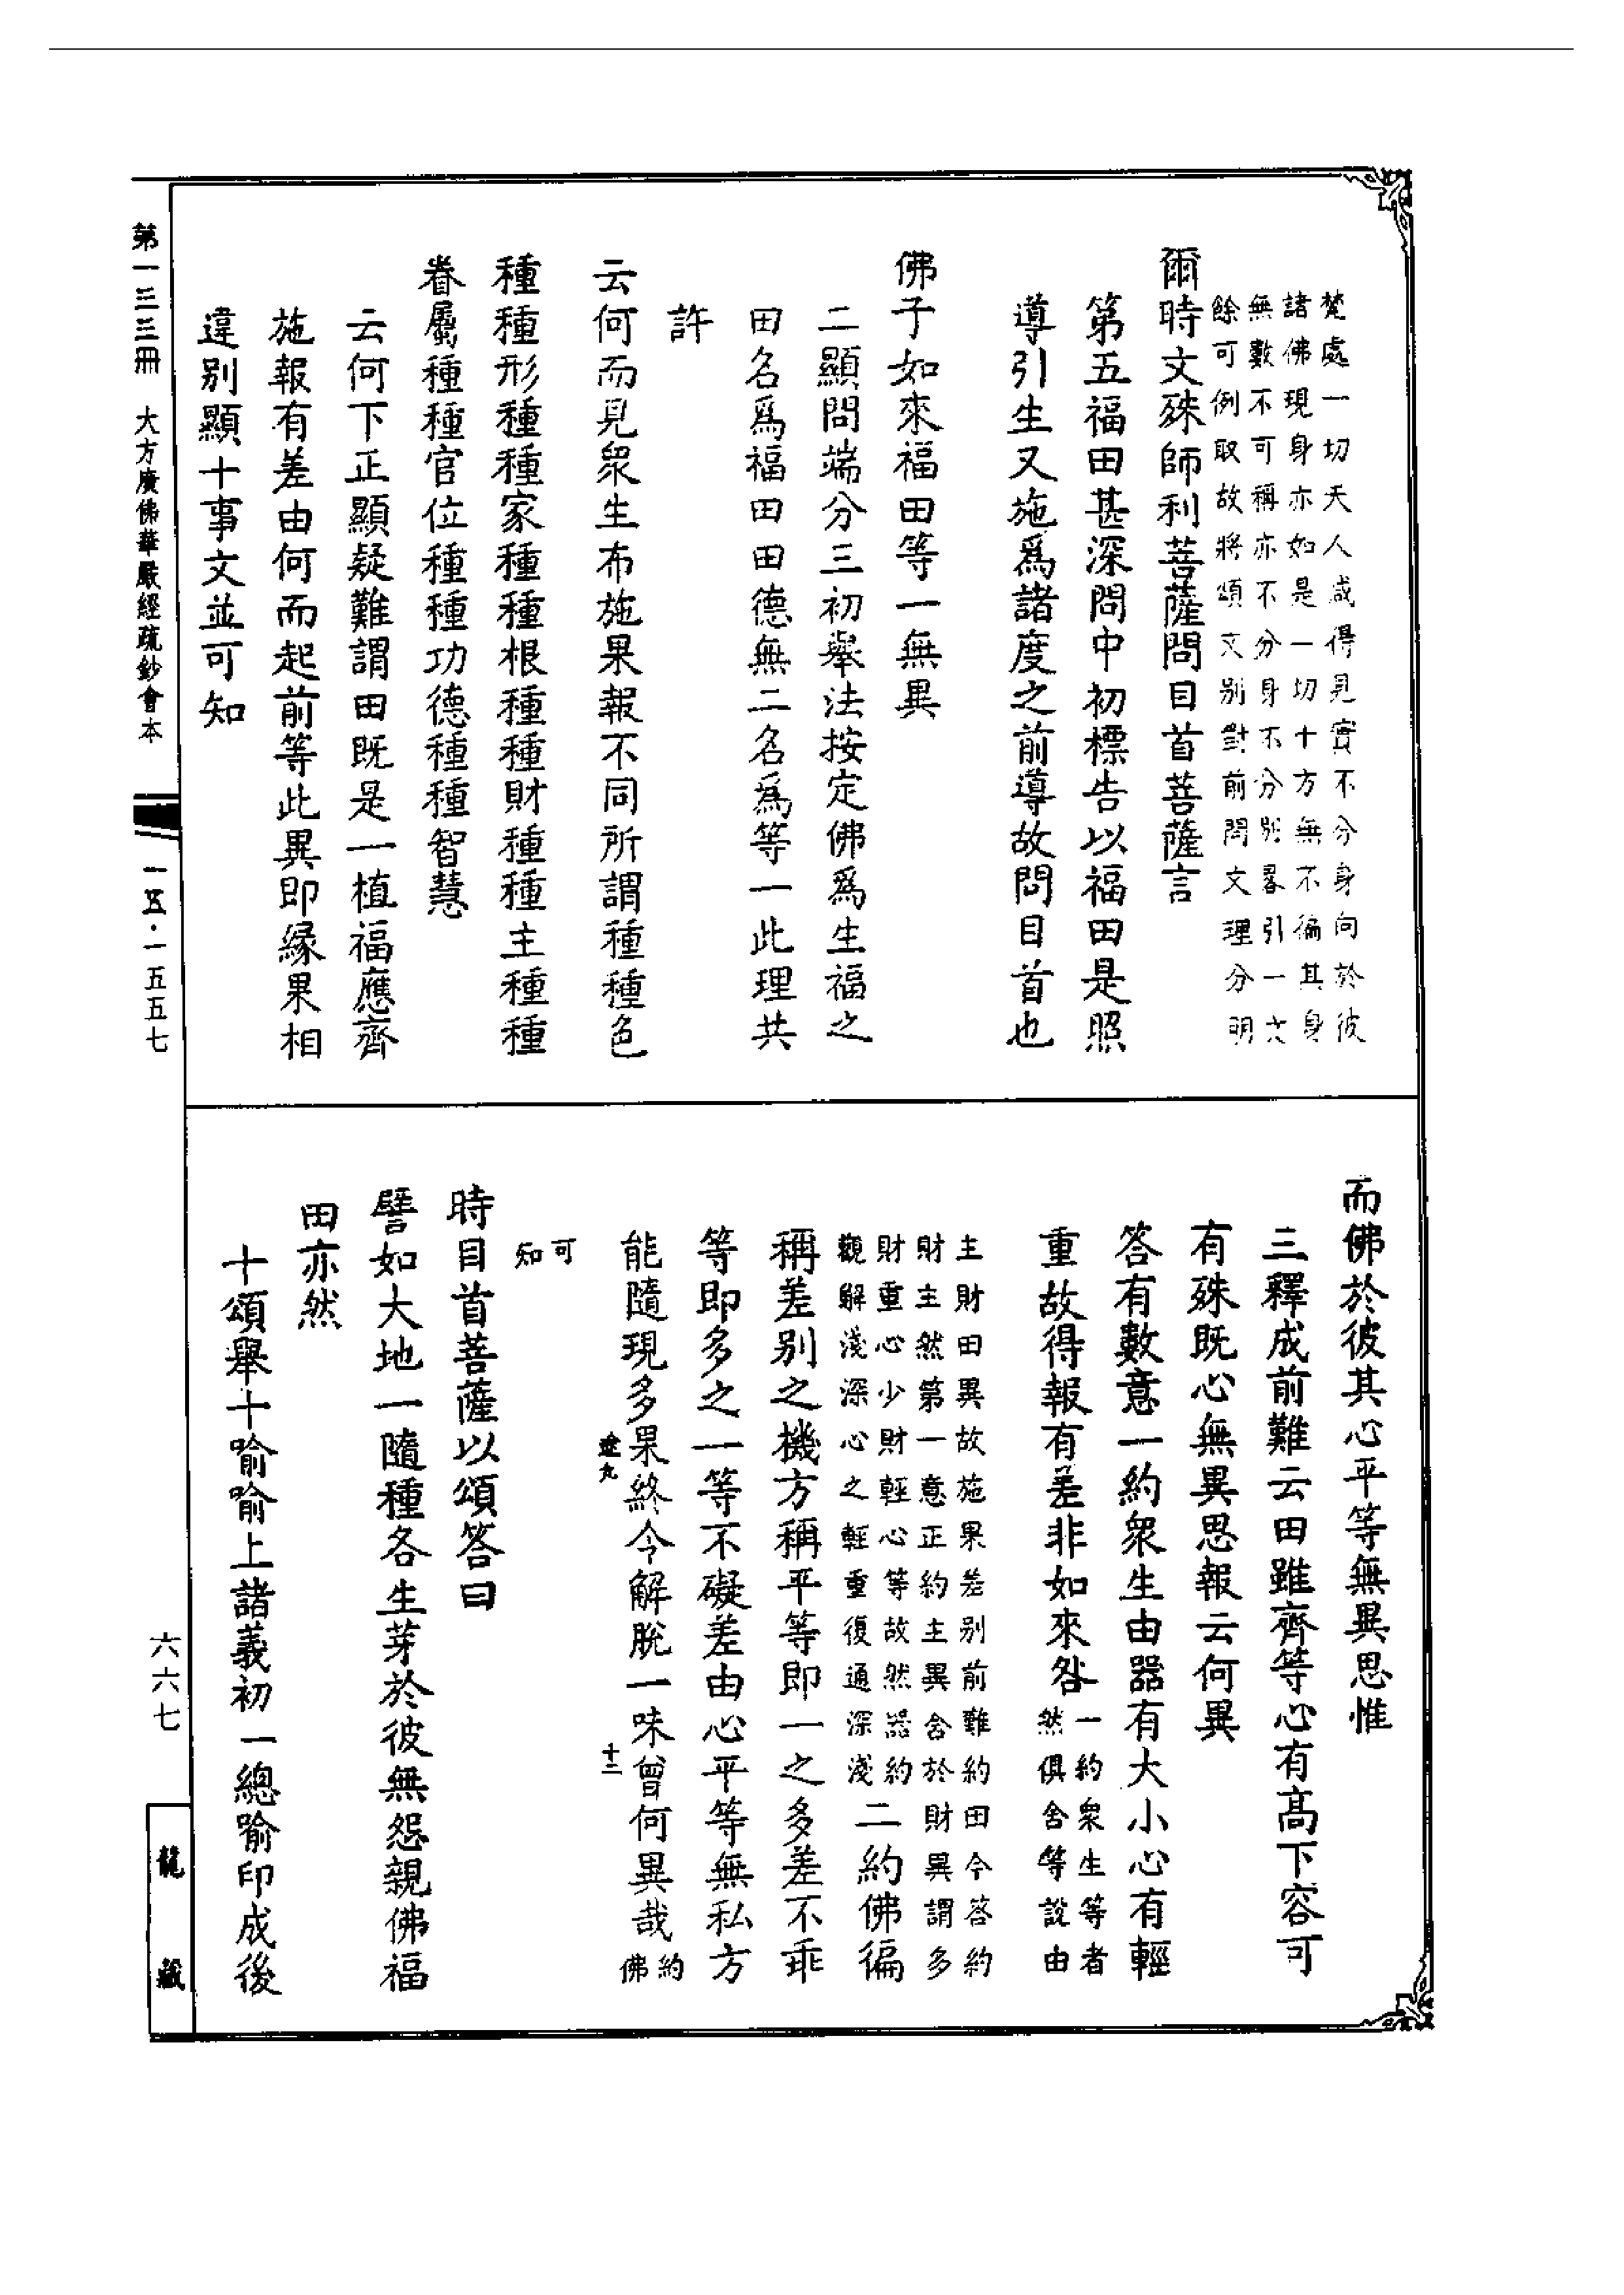 梵處一切天人咸得見實不分身向於彼
諸佛現身亦如是一切十方無不徧其身
無數不可稱亦不分身不分別畧引一文
餘可例取故將頌文別對前問文理分明
爾時文殊師利菩薩問目首菩薩言
第五福田甚深問中初標告以福田是照
導引生又施爲諸度之前導故問目首也
佛子如來福田等一無異
二顯問端分三初舉法按定佛爲生福之
田名爲福田田德無二名爲等一此理共
許
云何而見衆生布施果報不同所謂種種色
種種形種種家種種根種種財種種主種種
眷屬種種官位種種功德種種智慧
云何下正顯疑難謂田既是一植福應齊
施報有差由何而起前等此異即緣果相
違別顯十事文並可知
而佛於彼其心平等無異思惟
三釋成前難云田雖齊等心有高下容可
有殊既心無異思報云何異
答有數意一約衆生由器有大小心有輕
重故得報有差非如來咎
一約衆生等者
然俱舍等說由
主財田異故施果差別前難約田今答約
財主然第一意正約主異舍於財異謂多
財重心少財輕心等故然器約
觀解淺深心之輕重復通深淺
二約佛徧
稱差別之機方稱平等即一之多差不乖
等即多之一等不礙差由心平等無私方
能隨現多果終令解脫一味曾何異哉
約
佛
可
知
時目首菩薩以頌答曰
譬如大地一隨種各生芽於彼無怨親佛福
田亦然
十頌舉十喻喻上諸義初一總喻印成後
第一三三冊 大方廣佛華嚴經疏鈔會本
一五·一五五七
六六七
龍藏
十二